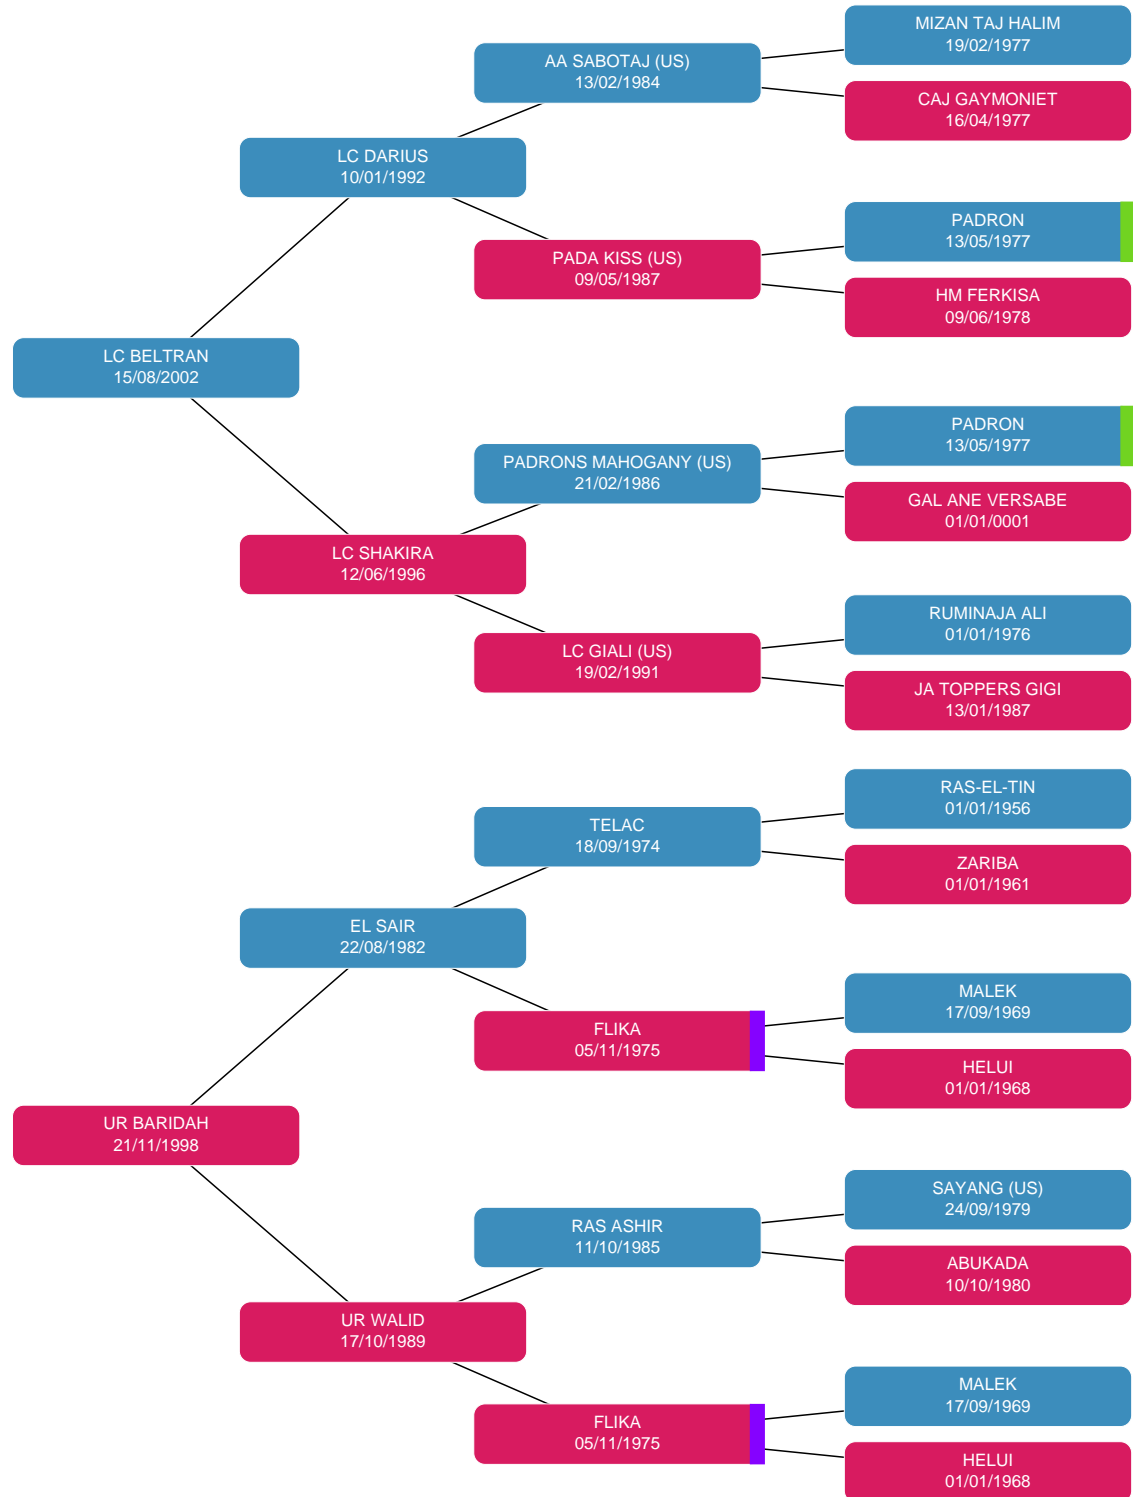 MIZAN TAJ HALIM
19/02/1977
AA SABOTAJ (US)
13/02/1984
CAJ GAYMONIET
16/04/1977
LC DARIUS
10/01/1992
PADRON
13/05/1977
PADA KISS (US)
09/05/1987
HM FERKISA
09/06/1978
LC BELTRAN
15/08/2002
PADRON
13/05/1977
PADRONS MAHOGANY (US)
21/02/1986
GAL ANE VERSABE
01/01/0001
LC SHAKIRA
12/06/1996
RUMINAJA ALI
01/01/1976
LC GIALI (US)
19/02/1991
JA TOPPERS GIGI
13/01/1987
RAS-EL-TIN
01/01/1956
TELAC
18/09/1974
ZARIBA
01/01/1961
EL SAIR
22/08/1982
MALEK
17/09/1969
FLIKA
05/11/1975
HELUI
01/01/1968
UR BARIDAH
21/11/1998
SAYANG (US)
24/09/1979
RAS ASHIR
11/10/1985
ABUKADA
10/10/1980
UR WALID
17/10/1989
MALEK
17/09/1969
FLIKA
05/11/1975
HELUI
01/01/1968